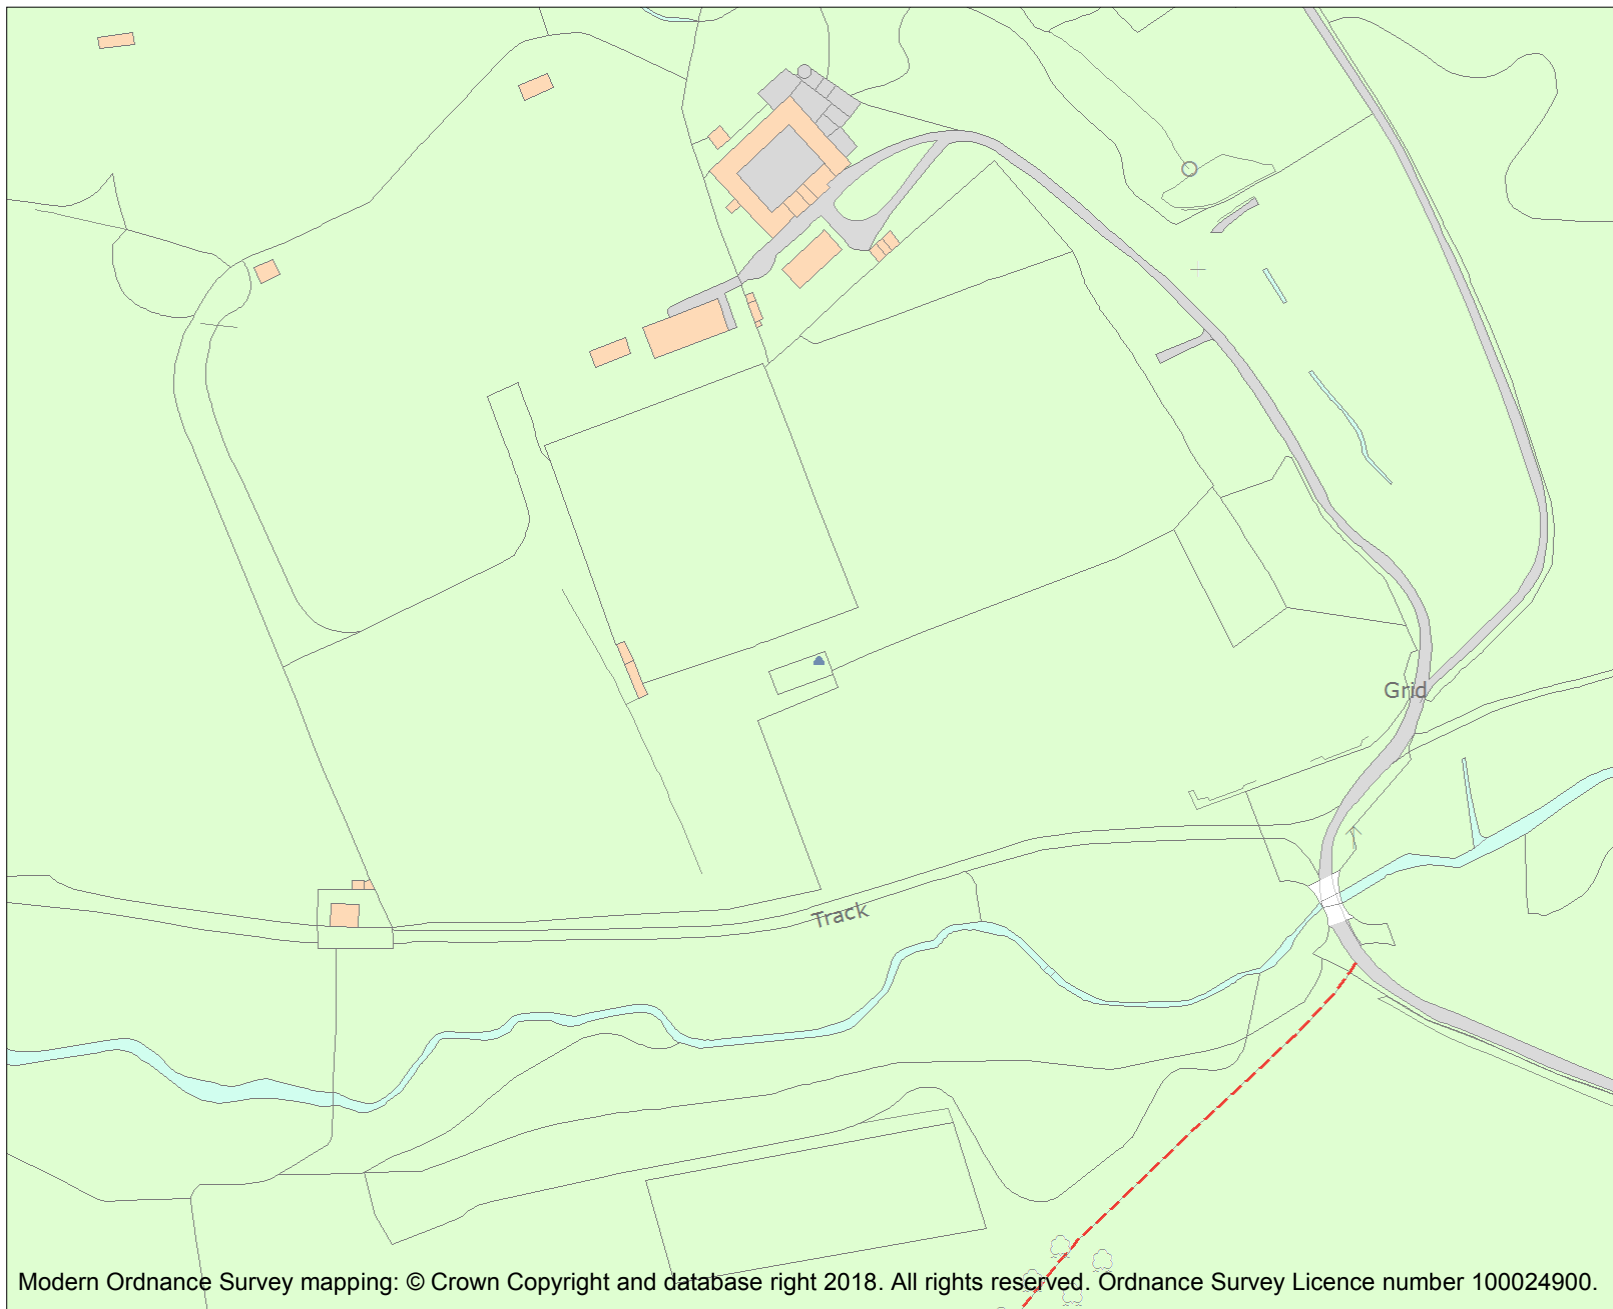 Grid
Track
Modern Ordnance Survey mapping: © Crown Copyright and database right 2018. All rights reserved. Ordnance Survey Licence number 100024900.